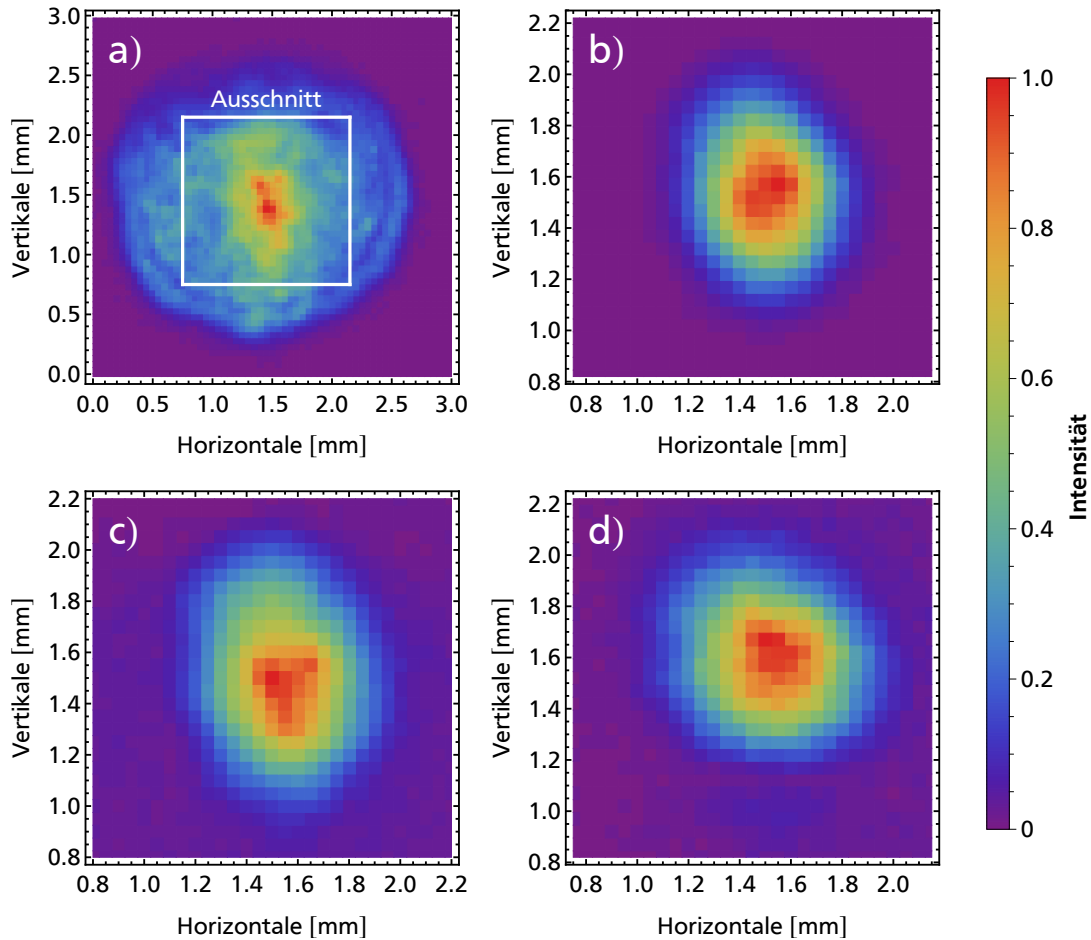 a)
Ausschnitt
3.0
2.5
2.0
1.5
1.0
0.5
0.0
0.0 0.5 1.0 1.5 2.0 2.5 3.0
Vertikale [mm]
Horizontale [mm]
b)
2.2
2.0
1.8
1.6
1.4
1.2
1.0
0.8
0.8 1.0 1.2 1.4 1.6 1.8 2.0
Vertikale [mm]
Horizontale [mm]
c)
2.2
2.0
1.8
1.6
1.4
1.2
1.0
0.8
0.8 1.0 1.2 1.4 1.6 1.8 2.0 2.2
Vertikale [mm]
Horizontale [mm]
d)
2.2
2.0
1.8
1.6
1.4
1.2
1.0
0.8
0.8 1.0 1.2 1.4 1.6 1.8 2.0
Vertikale [mm]
Horizontale [mm]
1.0
0.8
0.6
0.4
0.2
0
Intensität